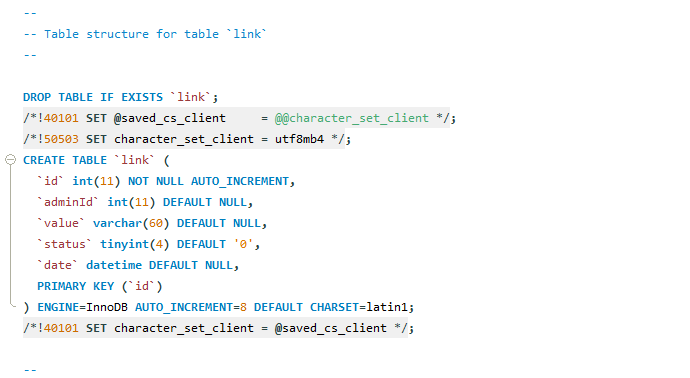 --
-- Table structure for table `link`
--
DROP TABLE IF EXISTS `link`;
/*!40101 SET @saved_cs_client     = @@character_set_client */;
/*!50503 SET character_set_client = utf8mb4 */;
CREATE TABLE `link` (
  `id` int(11) NOT NULL AUTO_INCREMENT,
  `adminId` int(11) DEFAULT NULL,
  `value` varchar(60) DEFAULT NULL,
  `status` tinyint(4) DEFAULT '0',
  `date` datetime DEFAULT NULL,
  PRIMARY KEY (`id`)
) ENGINE=InnoDB AUTO_INCREMENT=8 DEFAULT CHARSET=latin1;
/*!40101 SET character_set_client = @saved_cs_client */;
--